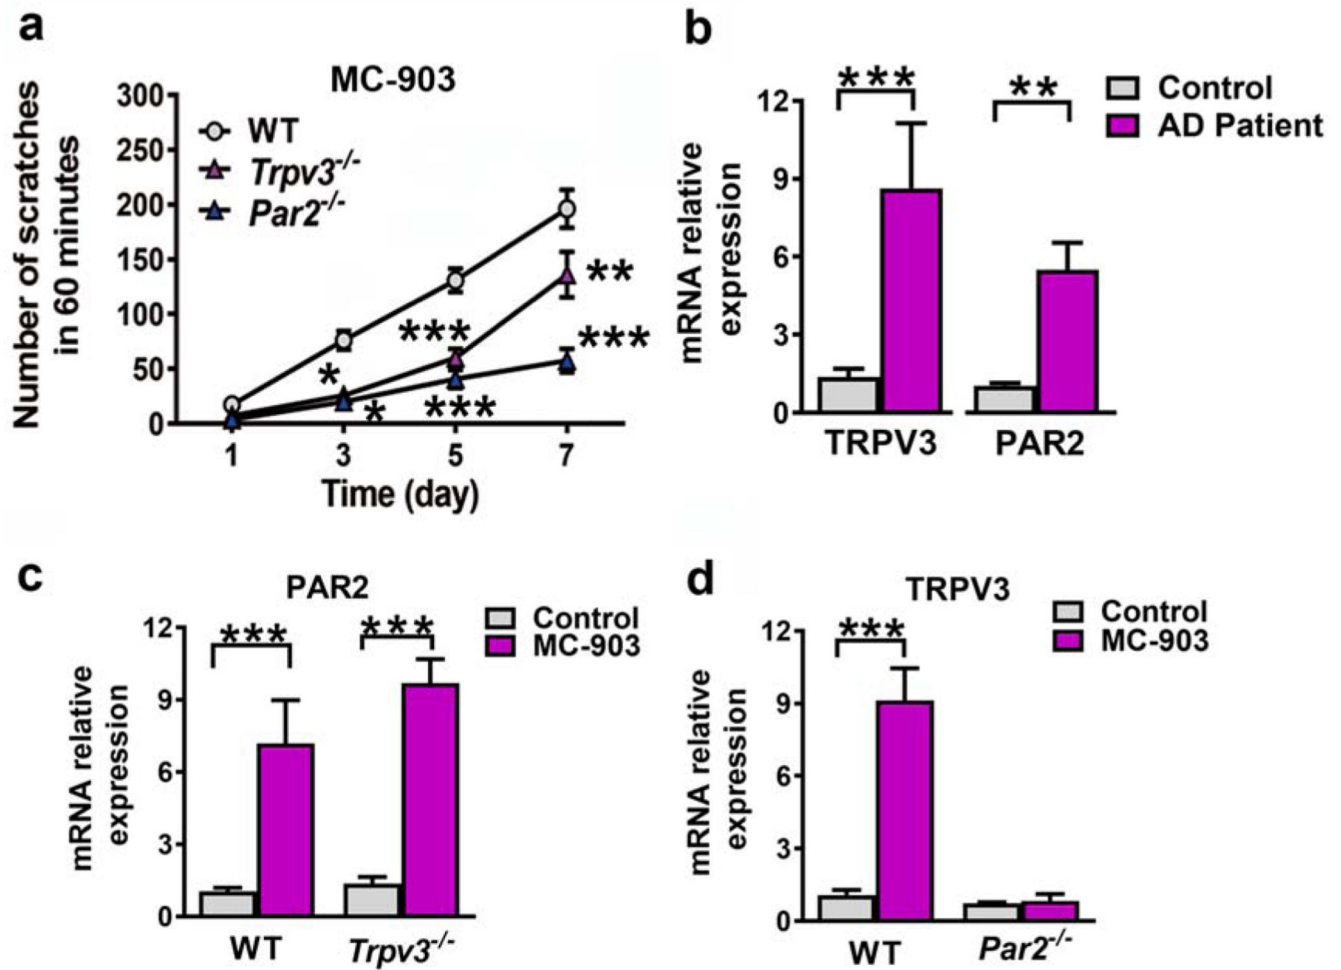 a
MC-903
Number of scratches
in 60 minutes
300
250
200
150
100
50
0
WT
Trpv3-/-
Par2-/-
*
*
***
***
**
***
1 3 5 7
Time (day)
b
Control
AD Patient
mRNA relative
expression
12
9
6
3
0
***
**
TRPV3 PAR2
c
PAR2
Control
MC-903
mRNA relative
expression
12
9
6
3
0
***
***
WT Trpv3-/-
d
TRPV3
Control
MC-903
mRNA relative
expression
12
9
6
3
0
***
WT Par2-/-